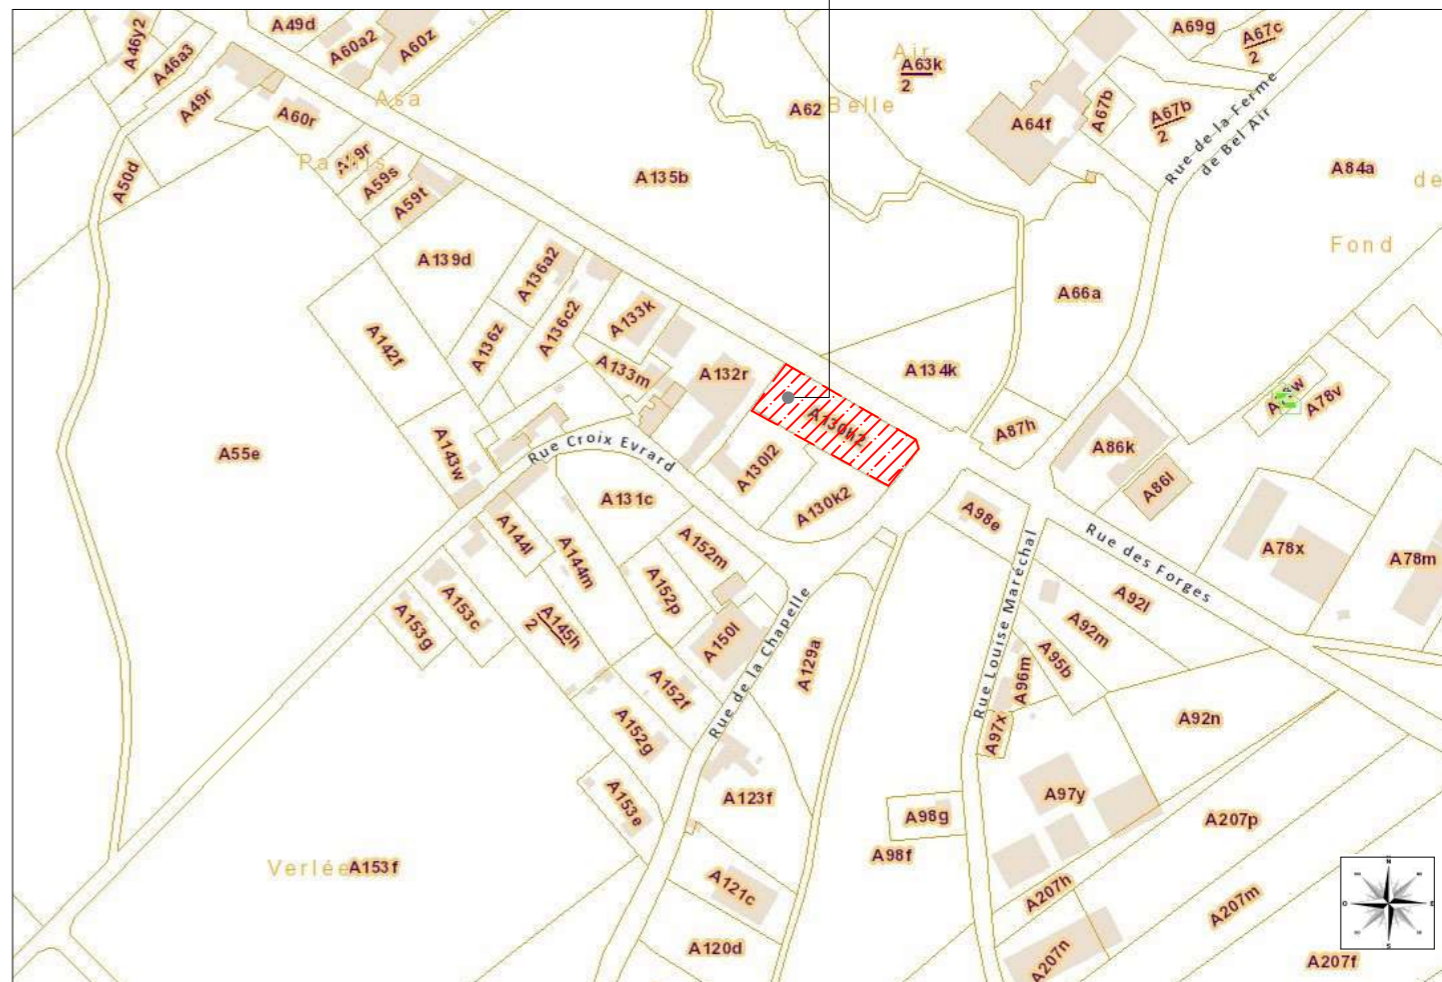 A46y2
A49d
A60a2
A60z
A46a3
A49r
A60r
Asa
A59s
A59t
A50d
A135b
A62
Air
Belle
A63k
2
A64f
A67b
A67b
2
A69g
A67c
2
Rue de la Ferme
de Bel Air
A84a
de
Fond
A139d
A136a2
A136c2
A136z
A133k
A133m
A142f
A132r
A134k
A66a
A130h2
A87h
A78v
A86k
A86l
A55e
A143w
Rue Croix Evrard
A130l2
A130k2
A131c
A98e
A144l
A144m
A152m
A152p
A153c
A153g
A145h
2
A150l
A152f
A152g
Rue de la Chapelle
A129a
Rue Louise Maréchal
Rue des Forges
A78x
A78m
A92l
A92m
A95b
A96m
A97x
A92n
A153e
A123f
A97y
A98g
A98f
A207p
Verlée
A153f
A121c
A207h
A207m
A120d
A207n
A207f
N
O
E
S